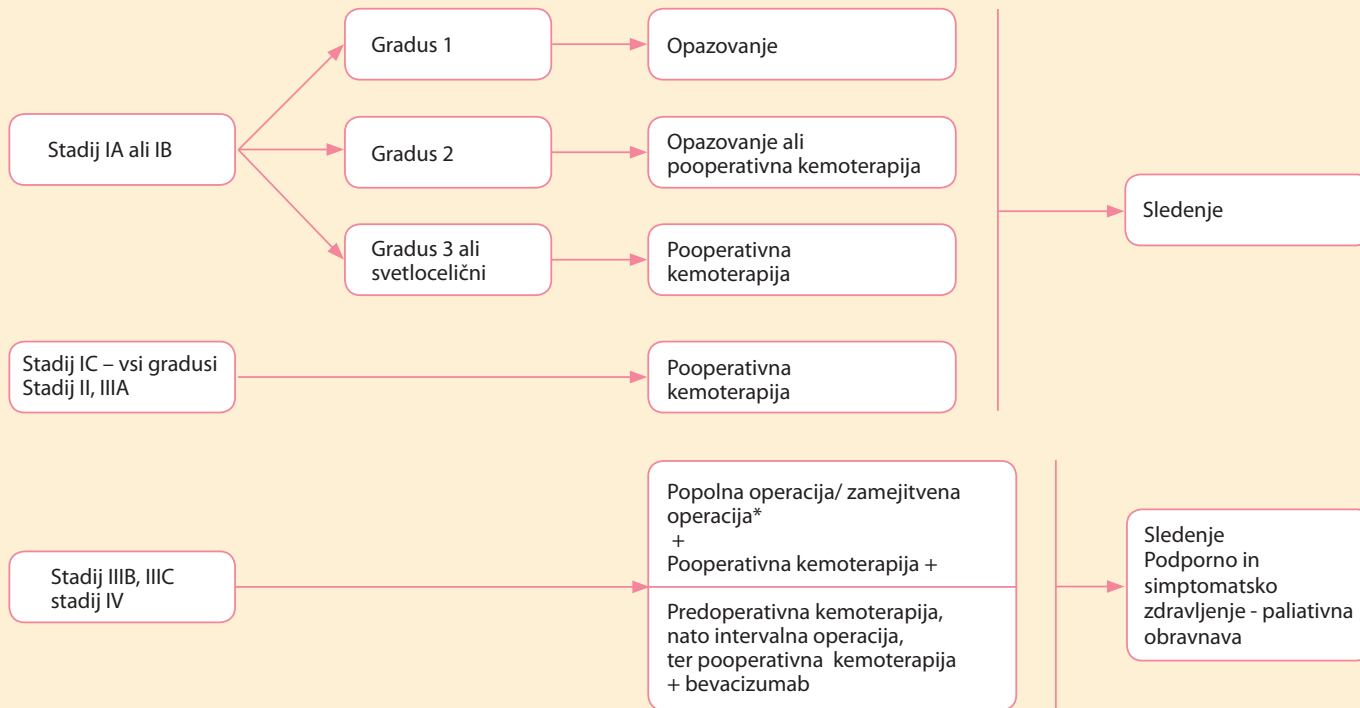 Stadij IA ali IB
Gradus 1
Opazovanje
Gradus 2
Opazovanje ali
pooperativna kemoterapija
Gradus 3 ali
svetlocelični
Pooperativna
kemoterapija
Stadij IC – vsi gradusi
Stadij II, IIIA
Pooperativna
kemoterapija
Sledenje
Stadij IIIB, IIIC
stadij IV
Popolna operacija/ zamejitvena
operacija*
+
Pooperativna kemoterapija +
Predoperativna kemoterapija,
nato intervalna operacija,
ter pooperativna kemoterapija
+ bevacizumab
Sledenje
Podporno in
simptomatsko
zdravljenje - paliativna
obravnava